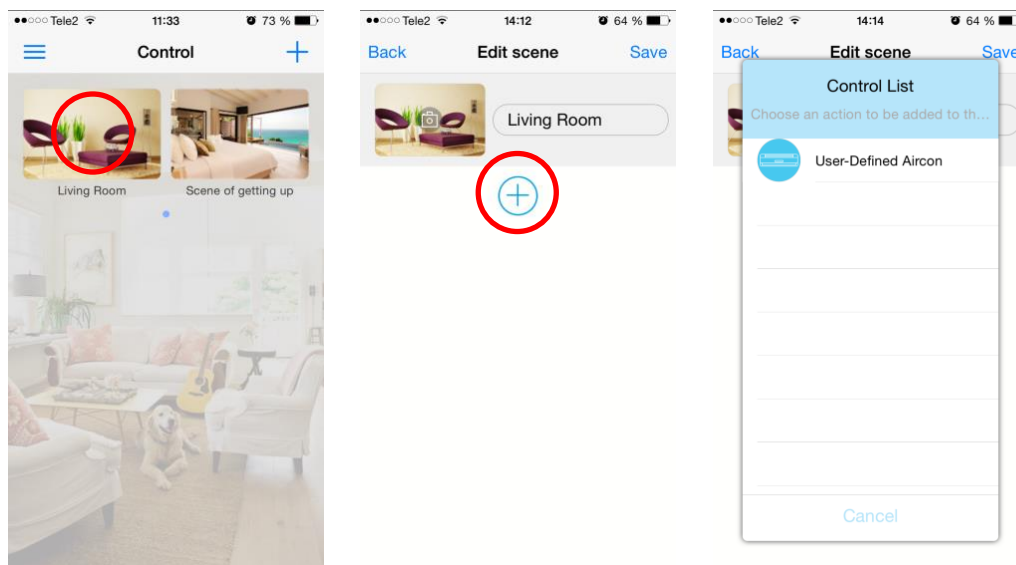 Tele2 11:33 73 %
Control
Living Room Scene of getting up
Tele2 14:12 64 %
Back Edit scene Save
Living Room
Tele2 14:14 64 %
Back Edit scene Save
Control List
Choose an action to be added to th...
User-Defined Aircon
Cancel